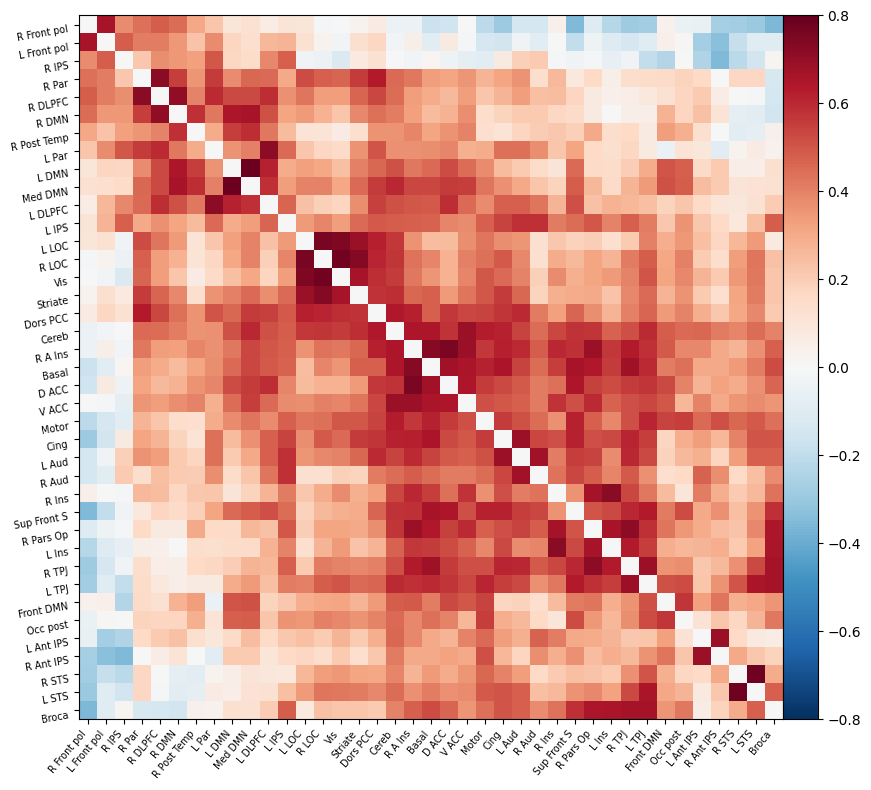 R Front pol
L Front pol
R IPS
R Par
R DLPFC
R DMN
R Post Temp
L Par
L DMN
Med DMN
L DLPFC
L IPS
L LOC
R LOC
Vis
Striate
Dors PCC
Cereb
R A Ins
Basal
D ACC
V ACC
Motor
Cing
L Aud
R Aud
R Ins
Sup Front S
R Pars Op
L Ins
R TPJ
L TPJ
Front DMN
Occ post
L Ant IPS
R Ant IPS
R STS
L STS
Broca
R Front pol
L Front pol
R IPS
R Par
R DLPFC
R DMN
R Post Temp
L Par
L DMN
Med DMN
L DLPFC
L IPS
L LOC
R LOC
Vis
Striate
Dors PCC
Cereb
R A Ins
Basal
D ACC
V ACC
Motor
Cing
L Aud
R Aud
R Ins
Sup Front S
R Pars Op
L Ins
R TPJ
L TPJ
Front DMN
Occ post
L Ant IPS
R Ant IPS
R STS
L STS
Broca
0.8
0.6
0.4
0.2
0.0
−0.2
−0.4
−0.6
−0.8